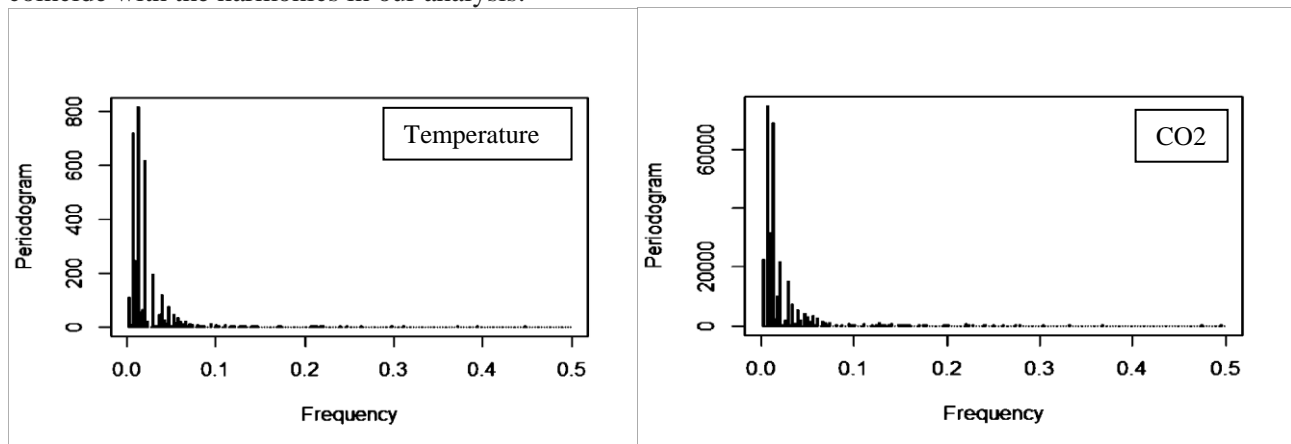 coincide with the harmonics in our analysis.
Temperature
Periodogram
800
600
400
200
0
0.0 0.1 0.2 0.3 0.4 0.5
Frequency
CO2
Periodogram
60000
20000
0
0.0 0.1 0.2 0.3 0.4 0.5
Frequency